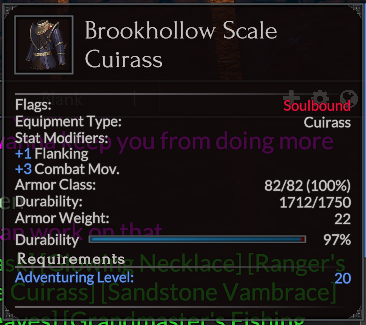 Brookhollow Scale
Cuirass
Flags: Soulbound
Equipment Type: Cuirass
Stat Modifiers:
+1 Flanking
+3 Combat Mov.
keep you from doing more
Armor Class: 82/82 (100%)
Durability: 1712/1750
Armor Weight: 22
an work on that
Durability 97%
Requirements
Necklace] [Ranger's
Adventuring Level: 20
Cuirass] [Sandstone Vambrace]
[Grandmaster's Fishing